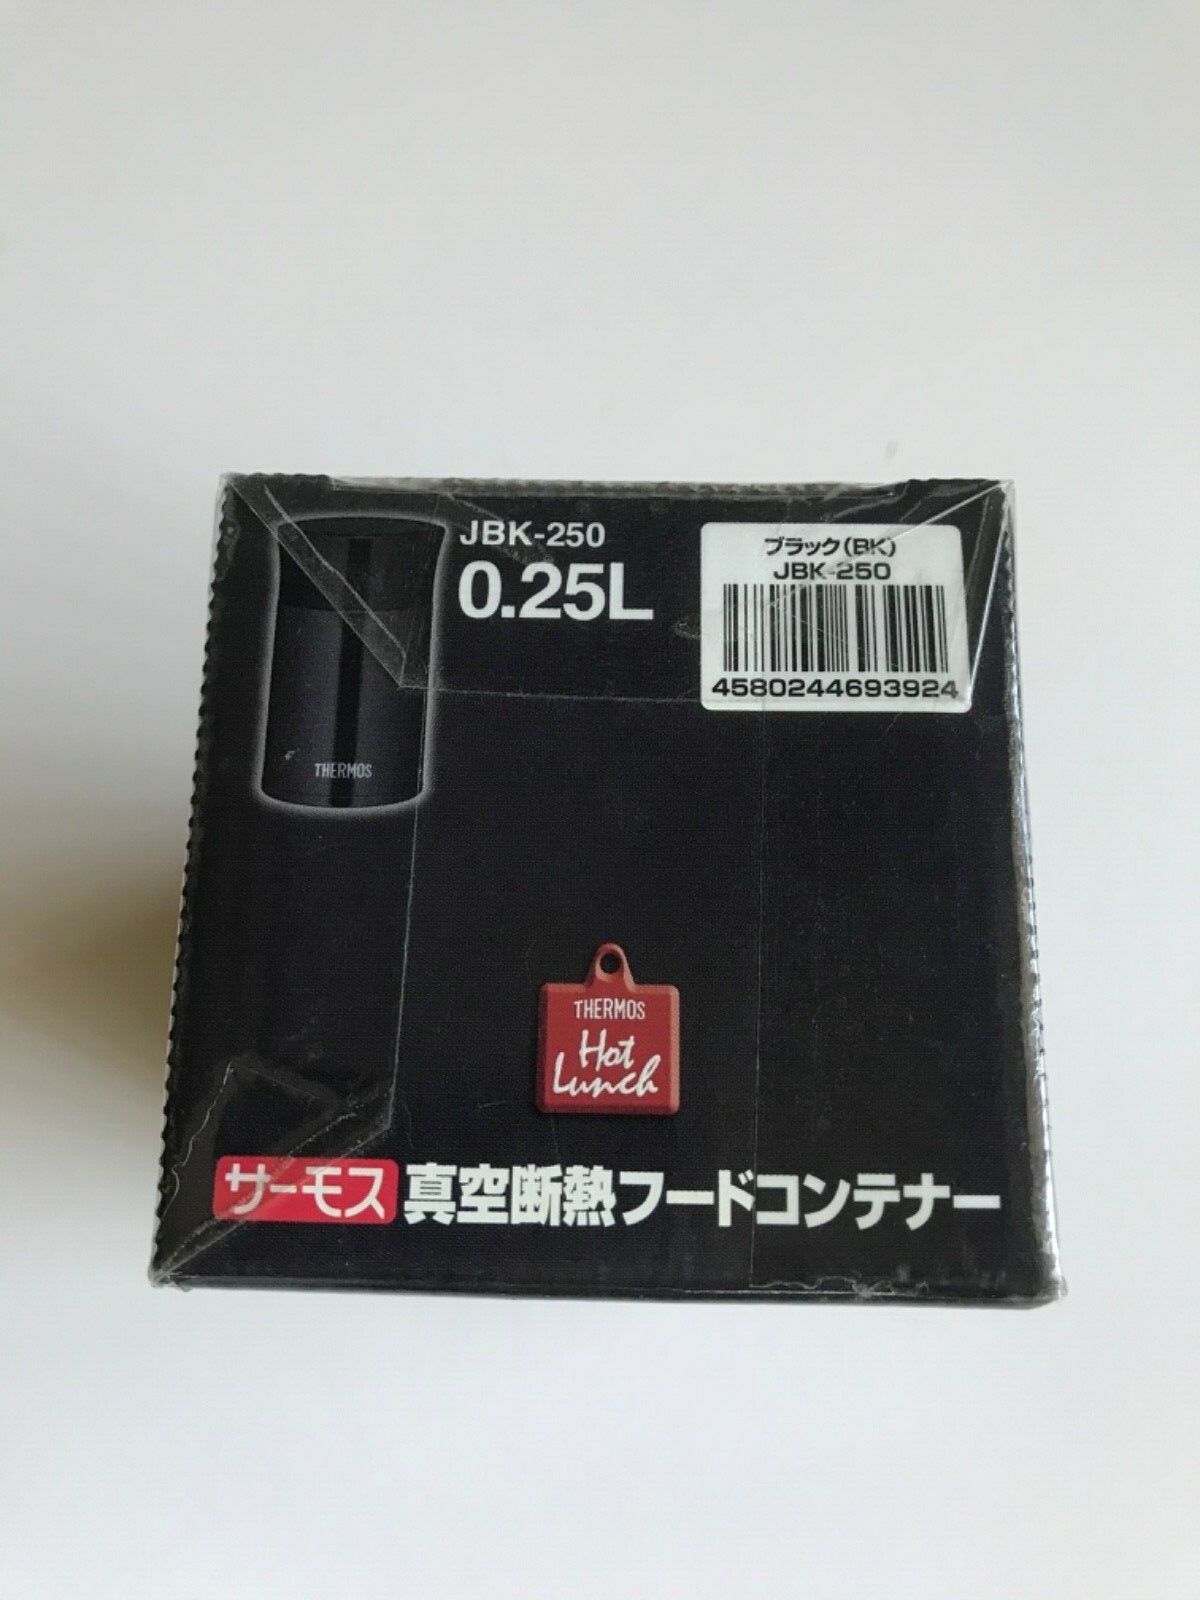 JBK-250
0.25L
ブラック(BK)
JBK-250
4580244693924
THERMOS
THERMOS
Hot
Lunch
サーモス 真空断熱フードコンテナー